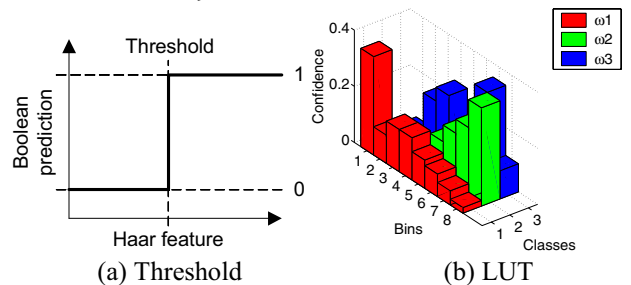 Threshold
1
Boolean
prediction
0
Haar feature
(a) Threshold
0.4
0.2
0
Confidence
1
2
3
4
5
6
7
8
Bins
1
2
3
Classes
ω1
ω2
ω3
(b) LUT